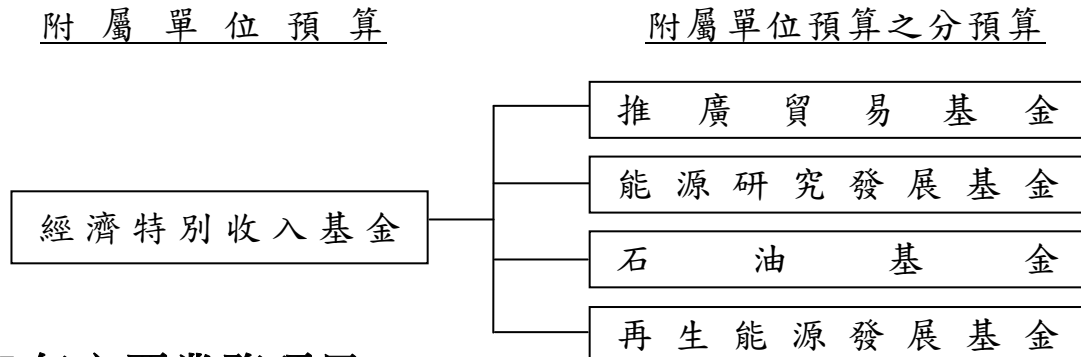 附屬單位預算
附屬單位預算之分預算
推廣貿易基金
能源研究發展基金
經濟特別收入基金
石油基金
再生能源發展基金